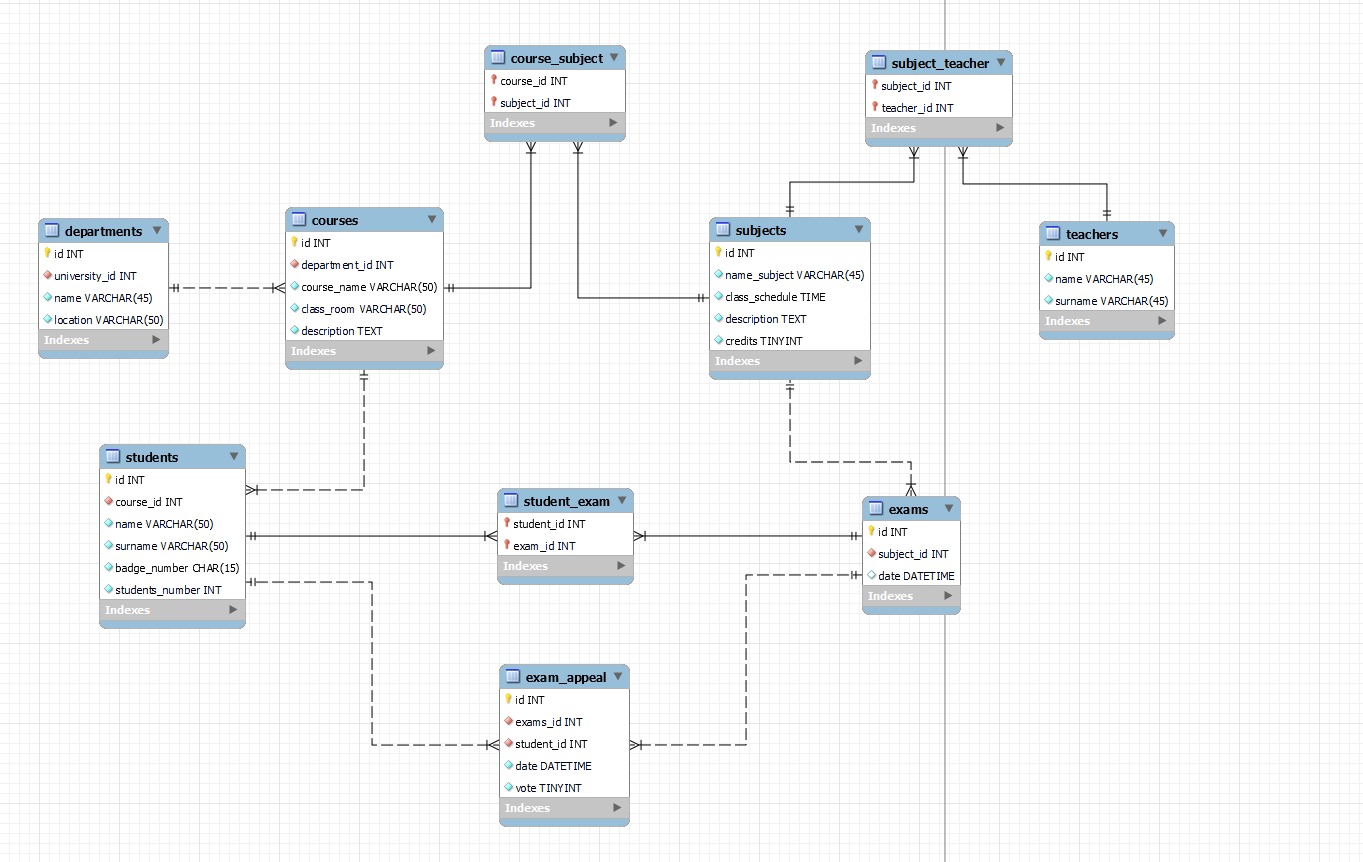 course_subject
course_id INT
subject_id INT
Indexes
subject_teacher
subject_id INT
teacher_id INT
Indexes
departments
id INT
university_id INT
name VARCHAR(45)
location VARCHAR(50)
Indexes
courses
id INT
department_id INT
course_name VARCHAR(50)
class_room VARCHAR(50)
description TEXT
Indexes
subjects
id INT
name_subject VARCHAR(45)
class_schedule TIME
description TEXT
credits TINYINT
Indexes
teachers
id INT
name VARCHAR(45)
surname VARCHAR(45)
Indexes
students
id INT
course_id INT
name VARCHAR(50)
surname VARCHAR(50)
badge_number CHAR(15)
students_number INT
Indexes
student_exam
student_id INT
exam_id INT
Indexes
exams
id INT
subject_id INT
date DATETIME
Indexes
exam_appeal
id INT
exams_id INT
student_id INT
date DATETIME
vote TINYINT
Indexes